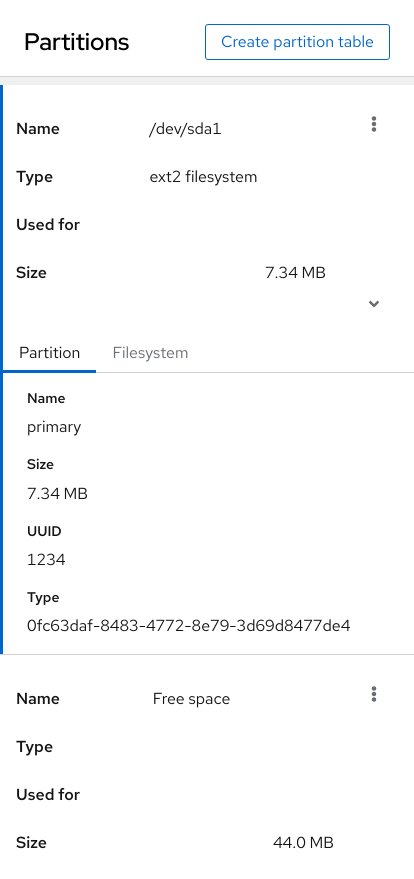 Partitions
Create partition table
Name /dev/sda1
Type ext2 filesystem
Used for
Size 7.34 MB
Partition Filesystem
Name
primary
Size
7.34 MB
UUID
1234
Type
0fc63daf-8483-4772-8e79-3d69d8477de4
Name Free space
Type
Used for
Size 44.0 MB